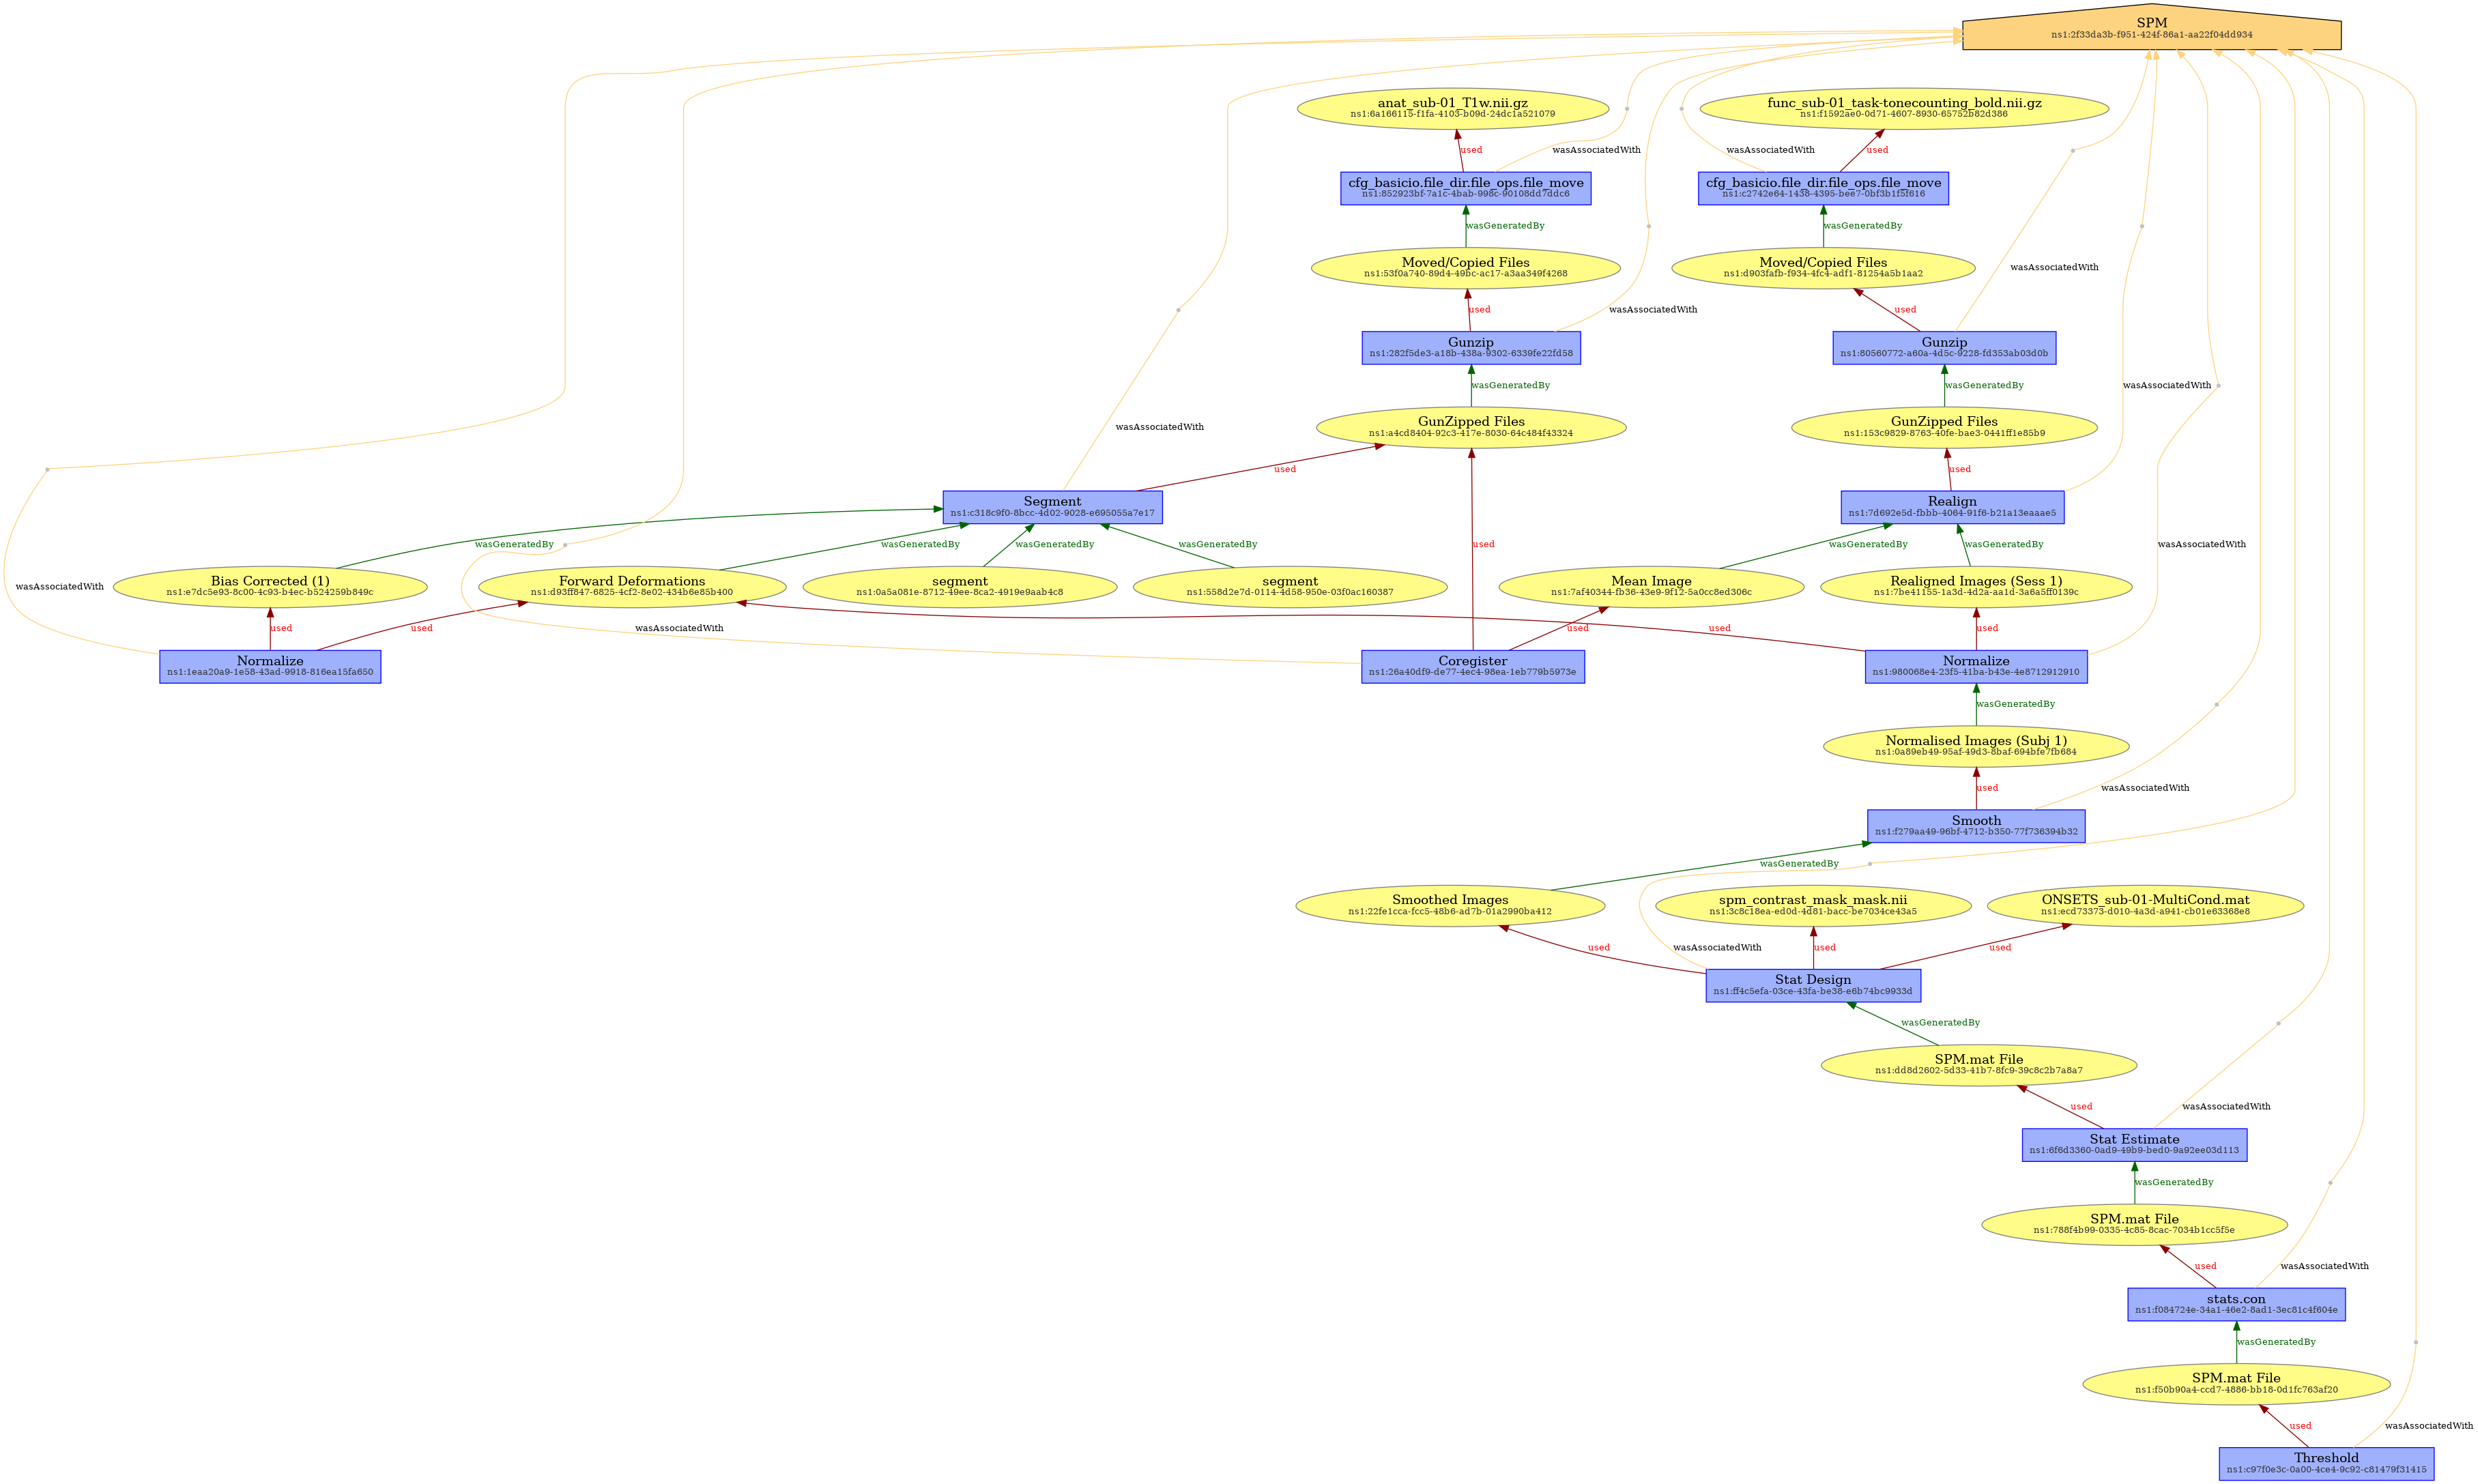 SPM
ns1:2f33da3b-f951-424f-86a1-aa22f04dd934
anat_sub-01_T1w.nii.gz
ns1:6a166115-f1fa-4103-b09d-24dc1a521079
func_sub-01_task-tonecounting_bold.nii.gz
ns1:f1592ae0-0d71-4607-8930-65752b82d386
used
wasAssociatedWith
wasAssociatedWith
used
cfg_basicio.file_dir.file_ops.file_move
ns1:852923bf-7a1c-4bab-998c-90108dd7ddc6
cfg_basicio.file_dir.file_ops.file_move
ns1:c2742e64-1438-4395-bee7-0bf3b1f5f616
wasGeneratedBy
wasGeneratedBy
Moved/Copied Files
ns1:53f0a740-89d4-49bc-ac17-a3aa349f4268
Moved/Copied Files
ns1:d903fafb-f934-4fc4-adf1-81254a5b1aa2
wasAssociatedWith
used
wasAssociatedWith
used
Gunzip
ns1:282f5de3-a18b-438a-9302-6339fe22fd58
Gunzip
ns1:80560772-a60a-4d5c-9228-fd353ab03d0b
wasGeneratedBy
wasGeneratedBy
wasAssociatedWith
GunZipped Files
ns1:a4cd8404-92c3-417e-8030-64c484f43324
GunZipped Files
ns1:153c9829-8763-40fe-bae3-0441ff1e85b9
wasAssociatedWith
used
used
Segment
ns1:c318c9f0-8bcc-4d02-9028-e695055a7e17
Realign
ns1:7d692e5d-fbbb-4064-91f6-b21a13eaaae5
wasGeneratedBy
wasGeneratedBy
wasGeneratedBy
wasGeneratedBy
used
wasGeneratedBy
wasGeneratedBy
wasAssociatedWith
Bias Corrected (1)
ns1:e7dc5e93-8c00-4c93-b4ec-b524259b849c
Forward Deformations
ns1:d93ff847-6825-4cf2-8e02-434b6e85b400
segment
ns1:0a5a081e-8712-49ee-8ca2-4919e9aab4c8
segment
ns1:558d2e7d-0114-4d58-950e-03f0ac160387
Mean Image
ns1:7af40344-fb36-43e9-9f12-5a0cc8ed306c
Realigned Images (Sess 1)
ns1:7be41155-1a3d-4d2a-aa1d-3a6a5ff0139c
wasAssociatedWith
used
used
wasAssociatedWith
used
used
used
Normalize
ns1:1eaa20a9-1e58-43ad-9918-816ea15fa650
Coregister
ns1:26a40df9-de77-4ec4-98ea-1eb779b5973e
Normalize
ns1:980068e4-23f5-41ba-b43e-4e8712912910
wasGeneratedBy
Normalised Images (Subj 1)
ns1:0a89eb49-95af-49d3-8baf-694bfe7fb684
used
wasAssociatedWith
Smooth
ns1:f279aa49-96bf-4712-b350-77f736394b32
wasGeneratedBy
Smoothed Images
ns1:22fe1cca-fcc5-48b6-ad7b-01a2990ba412
spm_contrast_mask_mask.nii
ns1:3c8c18ea-ed0d-4d81-bacc-be7034ce43a5
ONSETS_sub-01-MultiCond.mat
ns1:ecd73373-d010-4a3d-a941-cb01e63368e8
used
wasAssociatedWith
used
used
Stat Design
ns1:ff4c5efa-03ce-43fa-be38-e6b74bc9933d
wasGeneratedBy
SPM.mat File
ns1:dd8d2602-5d33-41b7-8fc9-39c8c2b7a8a7
used
wasAssociatedWith
Stat Estimate
ns1:6f6d3360-0ad9-49b9-bed0-9a92ee03d113
wasGeneratedBy
SPM.mat File
ns1:788f4b99-0335-4c85-8cac-7034b1cc5f5e
used
wasAssociatedWith
stats.con
ns1:f084724e-34a1-46e2-8ad1-3ec81c4f604e
wasGeneratedBy
SPM.mat File
ns1:f50b90a4-ccd7-4886-bb18-0d1fc763af20
used
wasAssociatedWith
Threshold
ns1:c97f0e3c-0a00-4ce4-9c92-c81479f31415